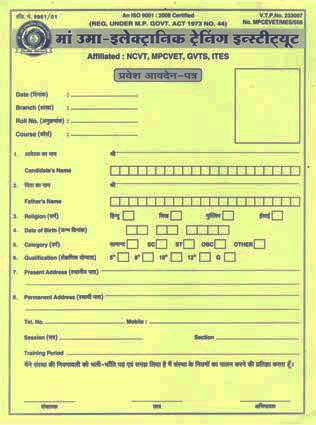 रजि. नं. 9981/01 An ISO 9001 : 2008 Certified V.T.P.No. 233007
(REG. UNDER M.P. GOVT. ACT 1973 NO. 44) No. MPCEVET/MES/056
मां उमा-इलेक्ट्रानिक ट्रेनिंग इन्स्टीट्यूट
Affiliated : NCVT, MPCVET, GVTS, ITES
प्रवेश आवदेन-पत्र
Date (दिनांक) :
Branch (शाखा) :
Roll No. (अनुक्रमांक) :
Course (कोर्स) :
1. आवेदक का नाम श्री
Candidate's Name
2. पिता का नाम श्री
Father's Name
3. Religion (धर्म) हिन्दु सिख मुस्लिम ईसाई
4. Date of Birth (जन्म दिनांक)
5. Category (वर्ग) सामान्य SC ST OBC OTHER
6. Qualification (शैक्षणिक योग्यता) 5th 8th 10th 12th G
7. Present Address (स्थानीय पता)
8. Permanent Address (स्थायी पता)
Tel. No. Mobile :
Session (सत्र) Section
Training Period
मैंने संस्था की नियमावली को भली-भाँति पढ़ एवं समझ लिया है मैं संस्था के नियमों का पालन करने की प्रतिज्ञा करता हूँ।
संचालक छात्र अभिभावक